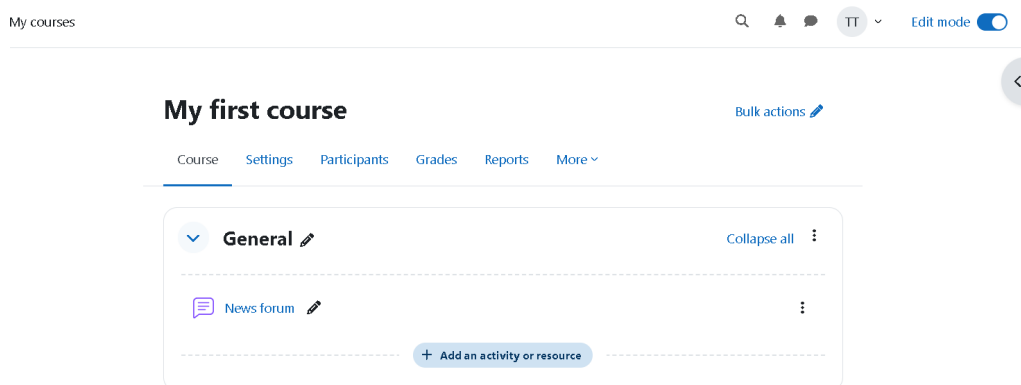 My courses
TT
Edit mode
My first course
Bulk actions
Course Settings Participants Grades Reports More
General
Collapse all
News forum
+ Add an activity or resource